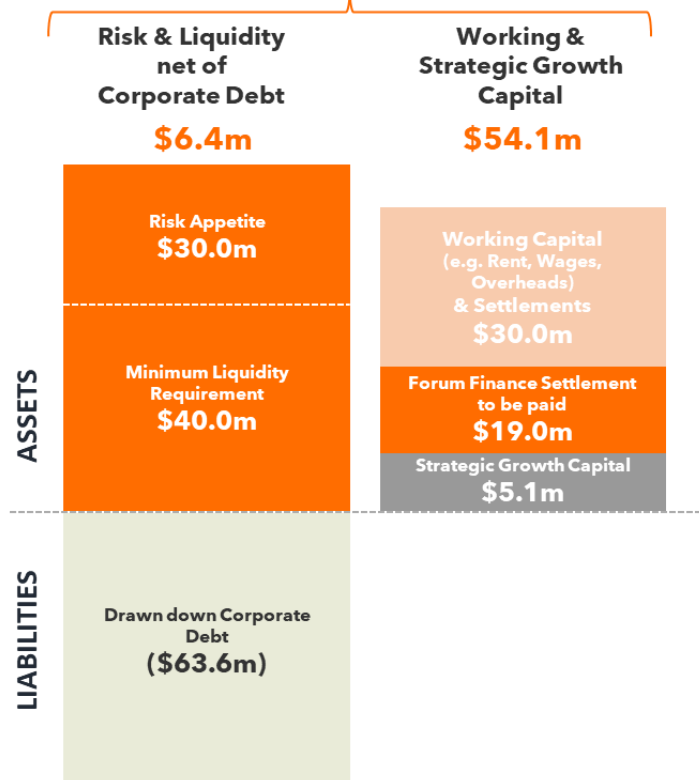 Risk & Liquidity
net of
Corporate Debt
$6.4m
Working &
Strategic Growth
Capital
$54.1m
ASSETS
Risk Appetite
$30.0m
Minimum Liquidity
Requirement
$40.0m
Working Capital
(e.g. Rent, Wages,
Overheads)
& Settlements
$30.0m
Forum Finance Settlement
to be paid
$19.0m
Strategic Growth Capital
$5.1m
LIABILITIES
Drawn down Corporate
Debt
($63.6m)